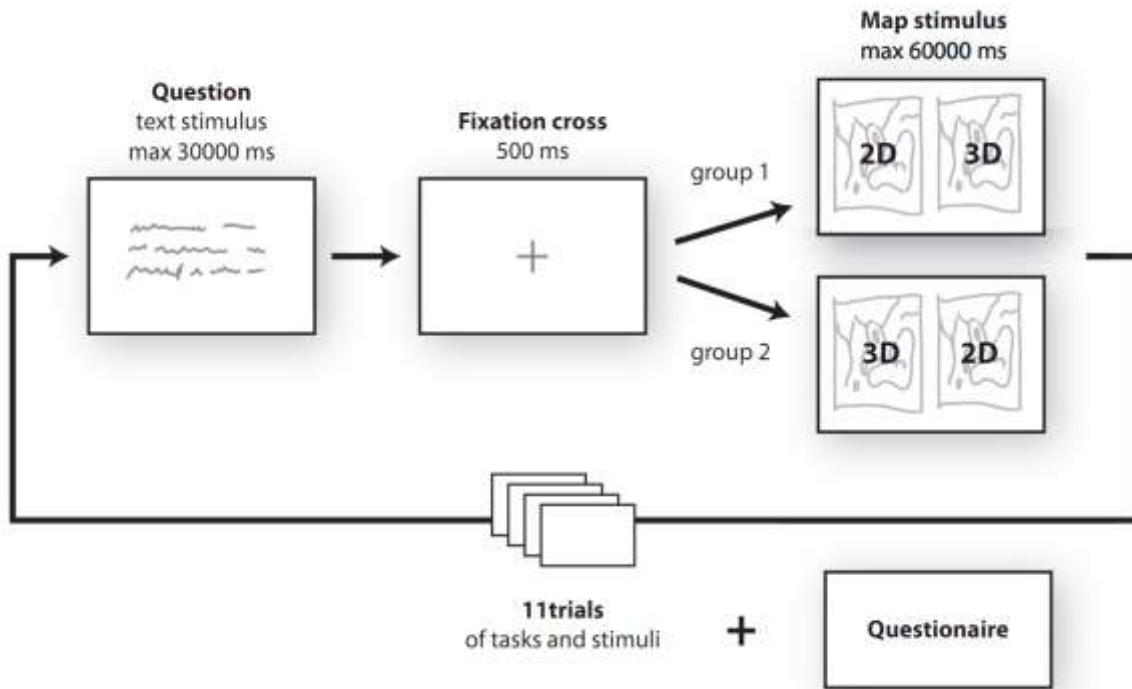 Question
text stimulus
max 30000 ms
Fixation cross
500 ms
Map stimulus
max 60000 ms
group 1
2D 3D
group 2
3D 2D
11trials
of tasks and stimuli
+
Questionaire